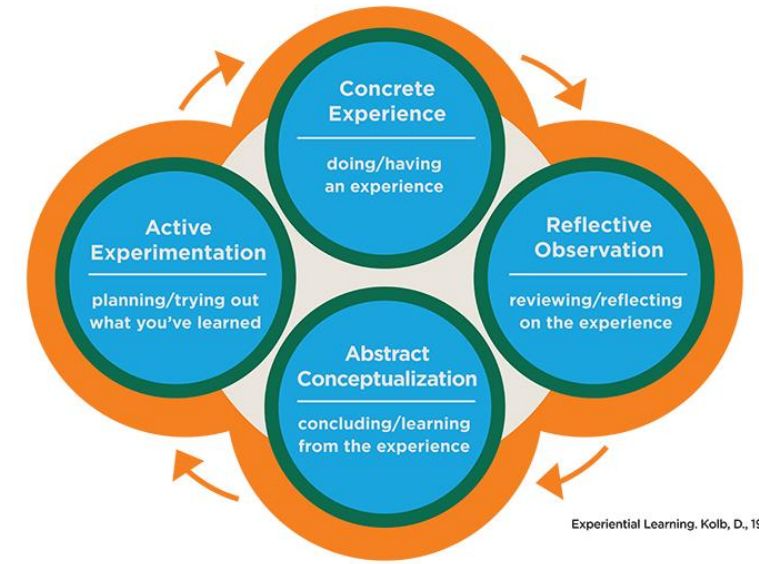 Concrete
Experience
doing/having
an experience
Reflective
Observation
reviewing/reflecting
on the experience
Abstract
Conceptualization
concluding/learning
from the experience
Active
Experimentation
planning/trying out
what you've learned
Experiential Learning. Kolb, D.,